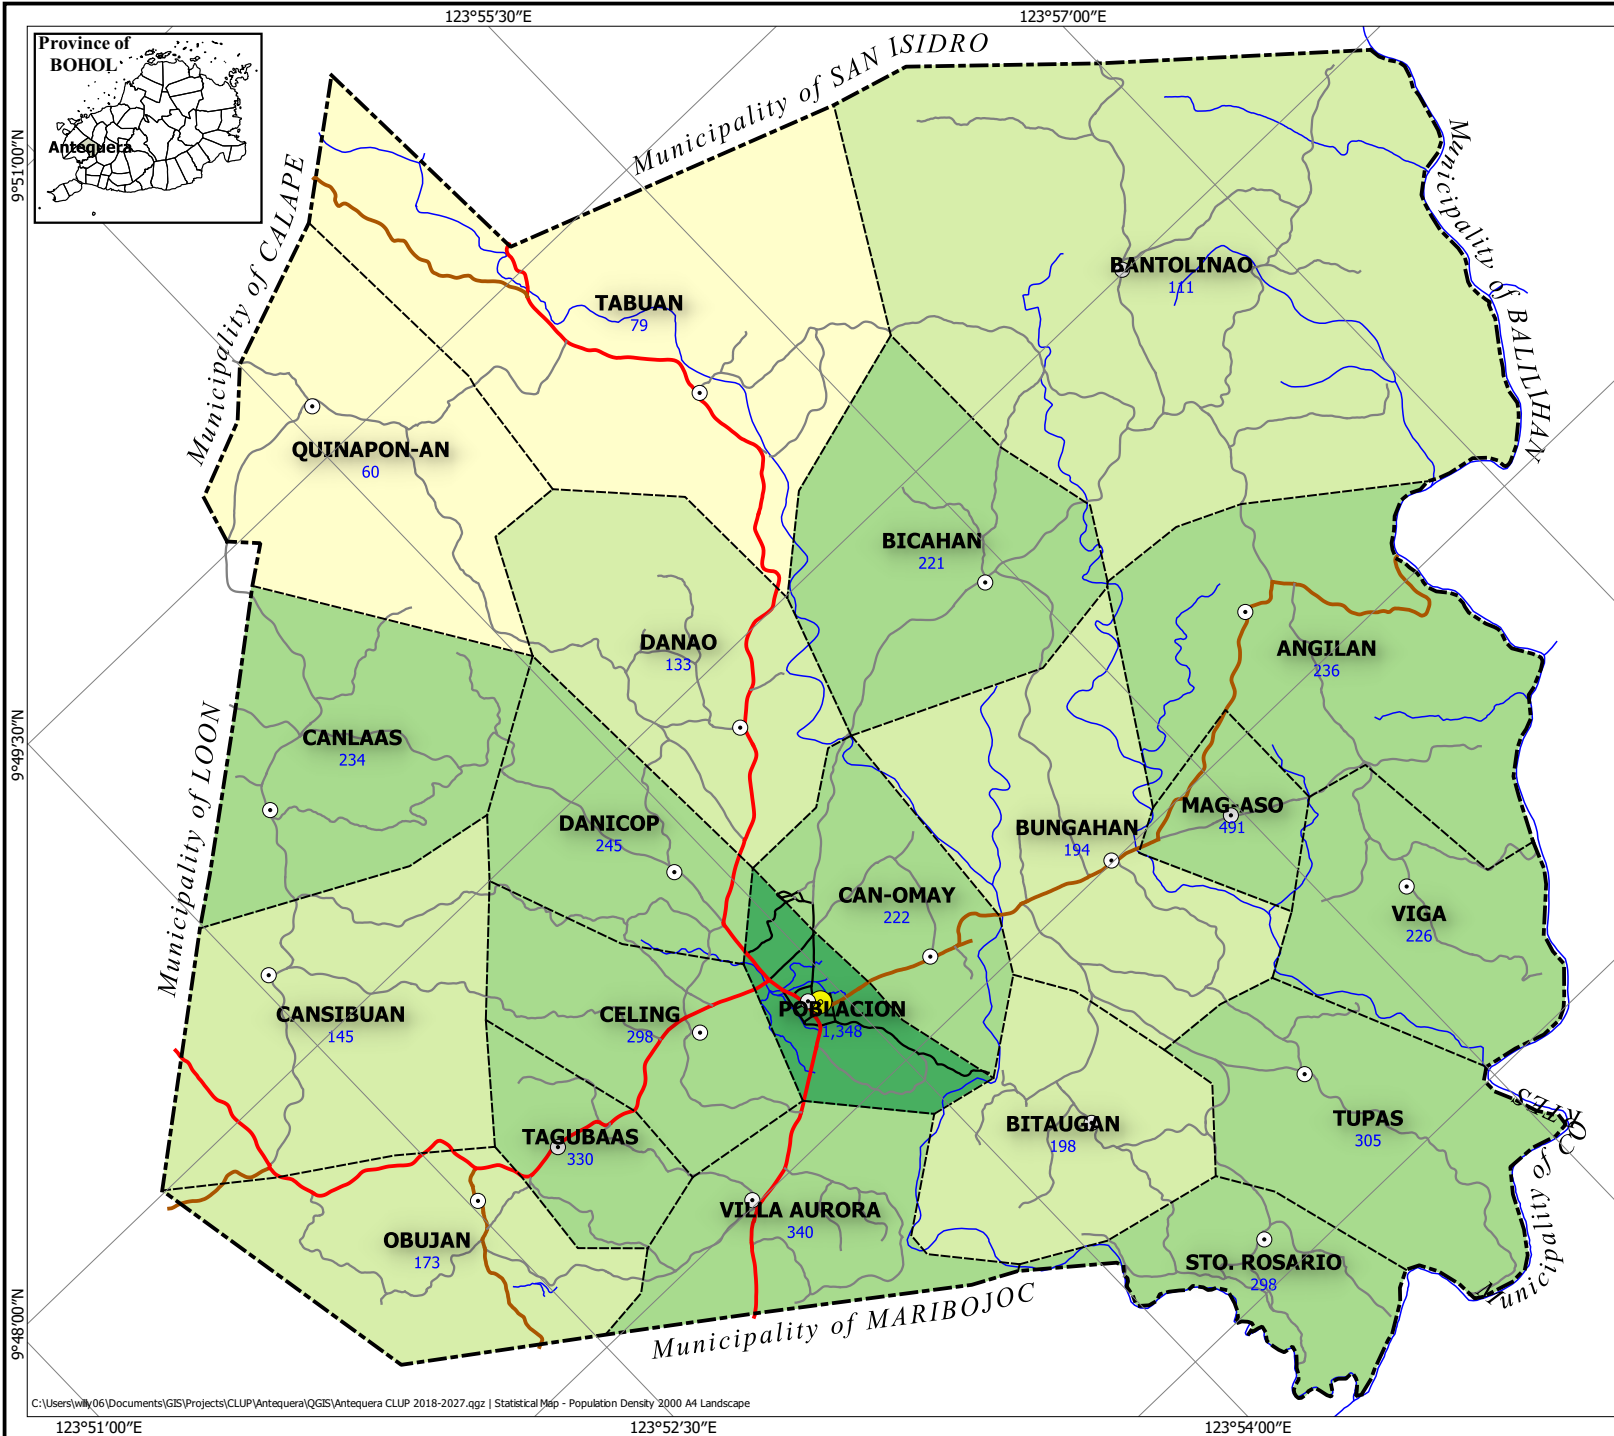 123°55′30″E
123°57′00″E
Province of
BOHOL
Antequera
9°51′00″N
9°49′30″N
9°48′00″N
Municipality of SAN ISIDRO
Municipality of CALAPE
Municipality of BALILIHAN
Municipality of LOON
Municipality of MARIBOJOC
TABUAN
79
BANTOLINAO
111
QUINAPON-AN
60
BICAHAN
221
DANAO
133
ANGILAN
236
CANLAAS
234
DANICOP
245
MAG-ASO
491
BUNGAHAN
194
CAN-OMAY
222
VIGA
226
CANSIBUAN
145
CELING
298
POBLACION
1,348
TAGUBAAS
330
BITAUGAN
198
TUPAS
305
VILLA AURORA
340
OBUJAN
173
STO. ROSARIO
298
C:\Users\willy06\Documents\GIS\Projects\CLUP\Antequera\QGIS\Antequera CLUP 2018-2027.qgz | Statistical Map - Population Density 2000 A4 Landscape
123°51′00″E
123°52′30″E
123°54′00″E